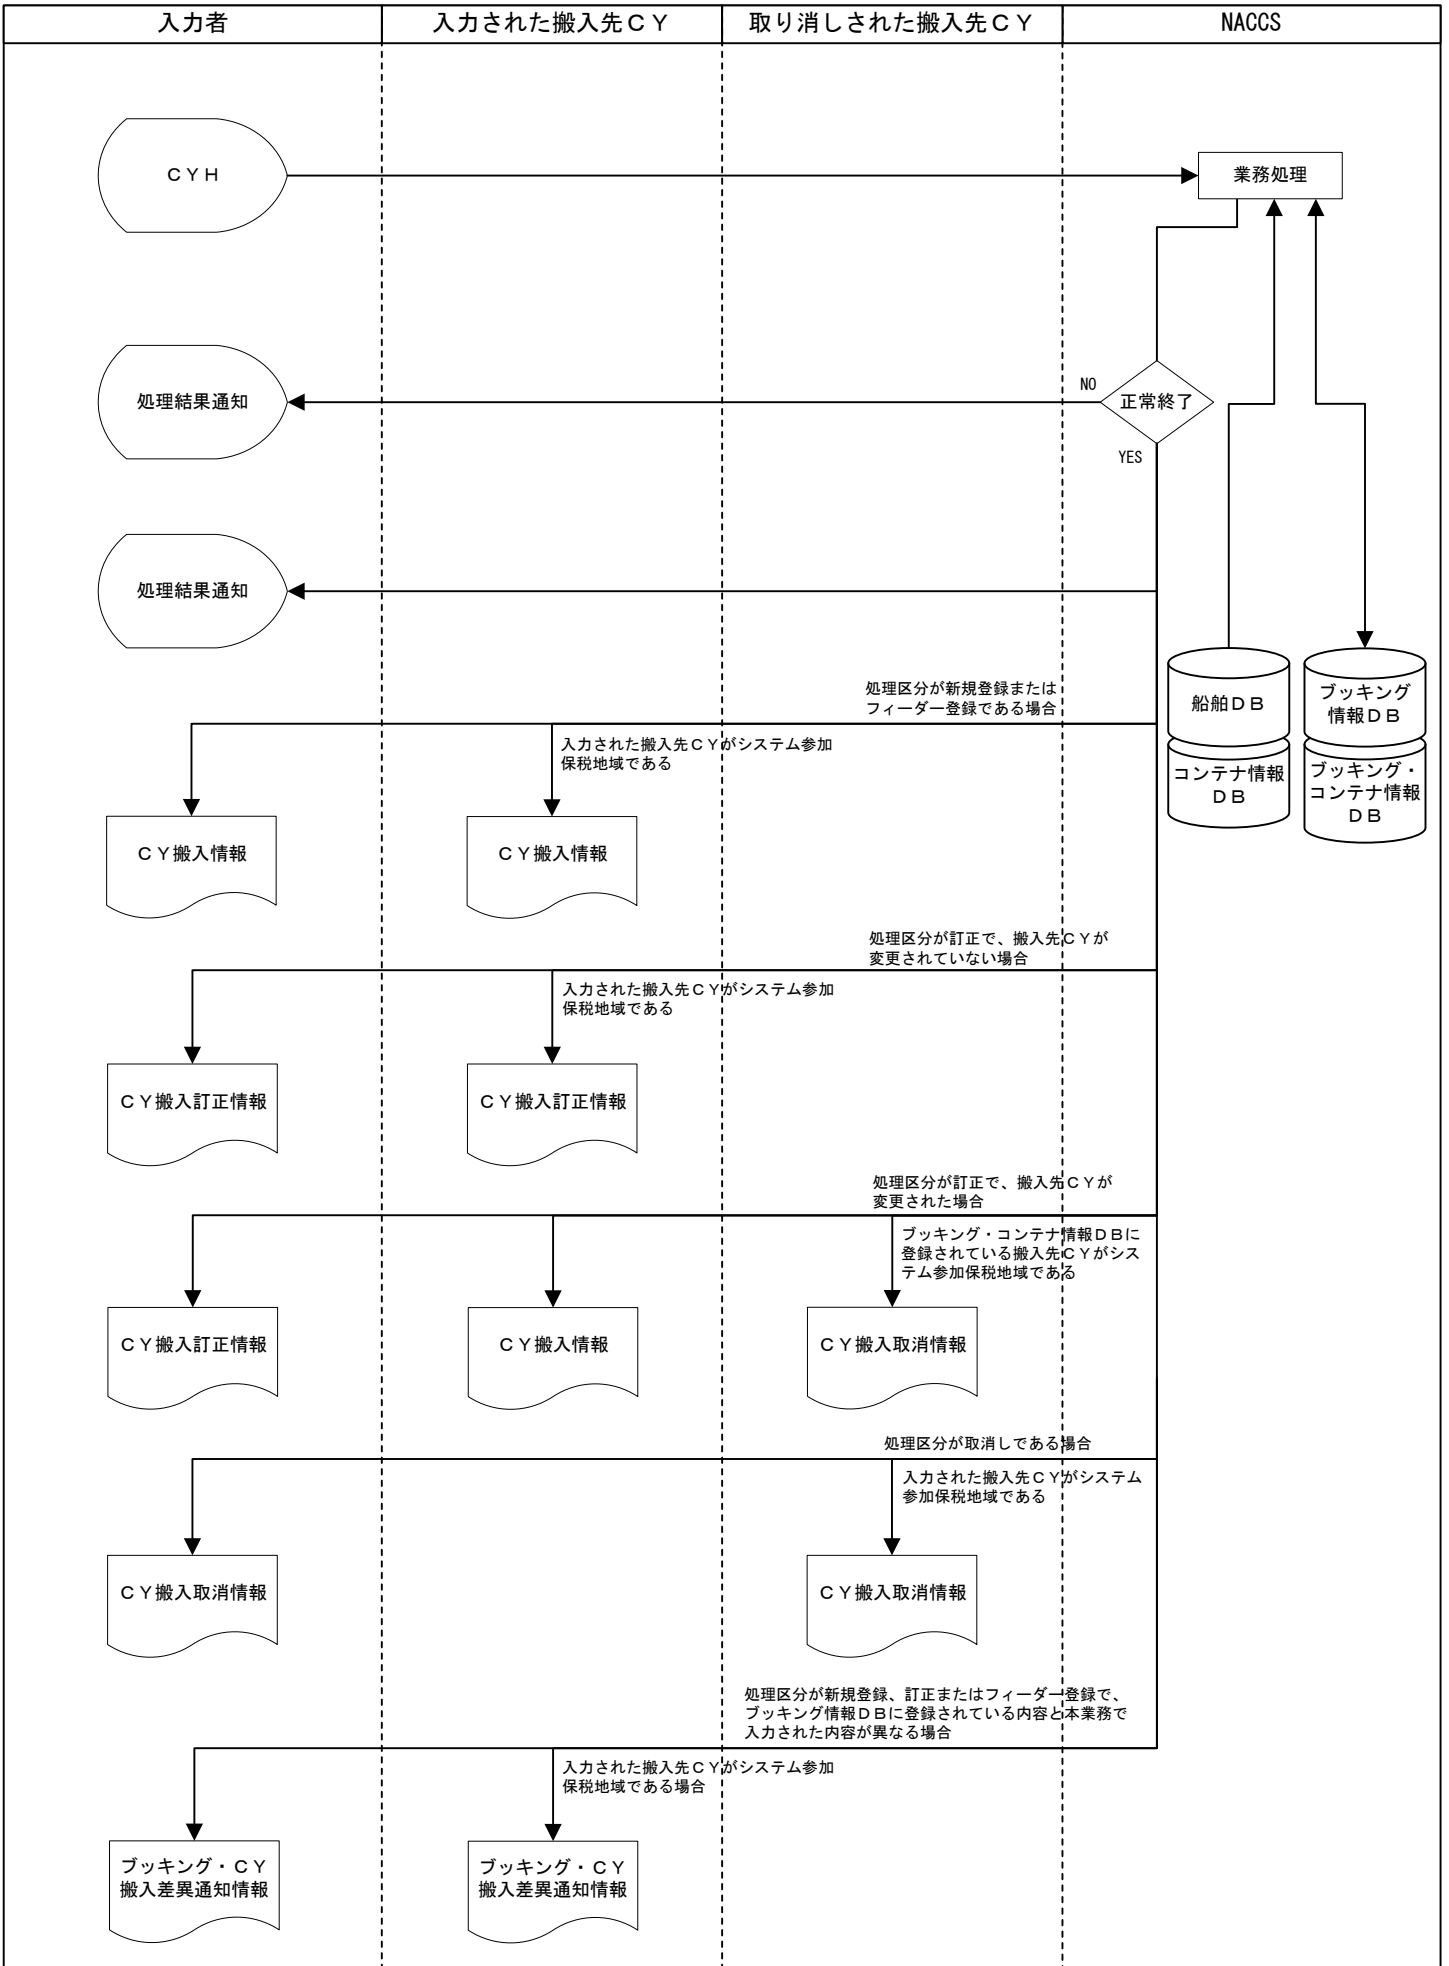 入力者
入力された搬入先ＣＹ
取り消しされた搬入先ＣＹ
NACCS
ＣＹＨ
業務処理
処理結果通知
NO
正常終了
YES
処理結果通知
船舶ＤＢ
コンテナ情報
ＤＢ
ブッキング
情報ＤＢ
ブッキング・
コンテナ情報
ＤＢ
処理区分が新規登録または
フィーダー登録である場合
入力された搬入先ＣＹがシステム参加
保税地域である
ＣＹ搬入情報
ＣＹ搬入情報
処理区分が訂正で、搬入先ＣＹが
変更されていない場合
入力された搬入先ＣＹがシステム参加
保税地域である
ＣＹ搬入訂正情報
ＣＹ搬入訂正情報
処理区分が訂正で、搬入先ＣＹが
変更された場合
ブッキング・コンテナ情報ＤＢに
登録されている搬入先ＣＹがシス
テム参加保税地域である
ＣＹ搬入訂正情報
ＣＹ搬入情報
ＣＹ搬入取消情報
処理区分が取消しである場合
入力された搬入先ＣＹがシステム
参加保税地域である
ＣＹ搬入取消情報
ＣＹ搬入取消情報
処理区分が新規登録、訂正またはフィーダー登録で、
ブッキング情報ＤＢに登録されている内容と本業務で
入力された内容が異なる場合
入力された搬入先ＣＹがシステム参加
保税地域である場合
ブッキング・ＣＹ
搬入差異通知情報
ブッキング・ＣＹ
搬入差異通知情報